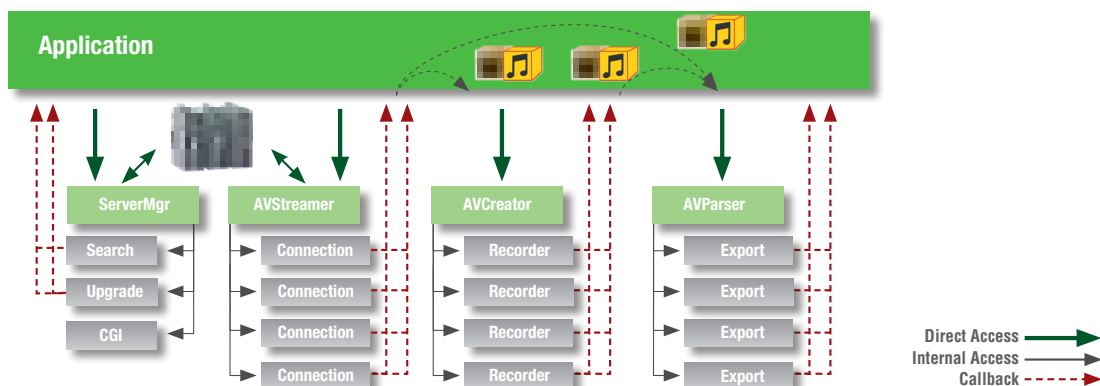 Application
ServerMgr
AVStreamer
AVCreator
AVParser
Search
Connection
Recorder
Export
Upgrade
Connection
Recorder
Export
CGI
Connection
Recorder
Export
Connection
Recorder
Export
Direct Access
Internal Access
Callback